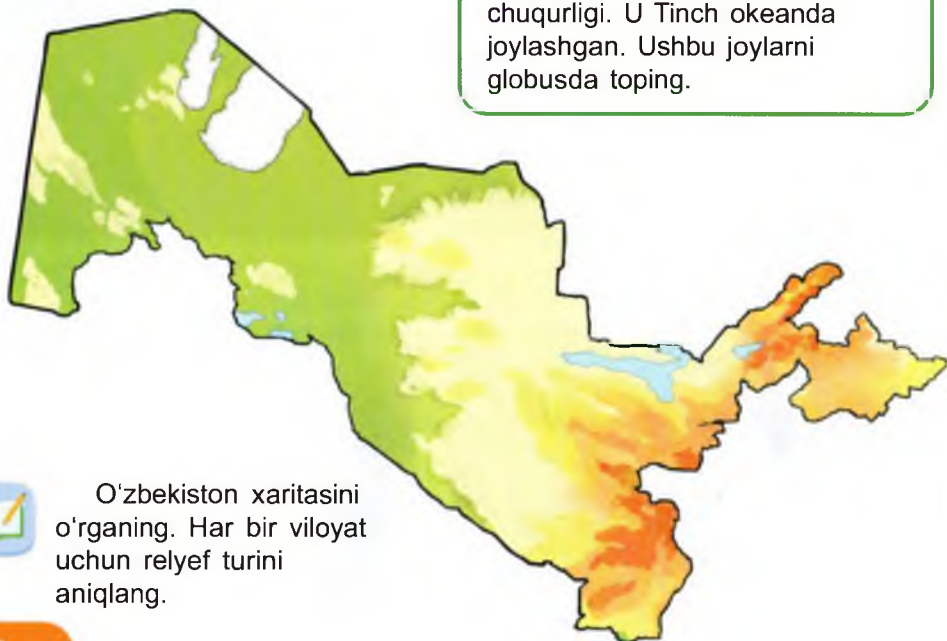 chuqurligi. U Tinch okeanda
joylashgan. Ushbu joylarni
globusda toping.
O‘zbekiston xaritasini
o‘rganing. Har bir viloyat
uchun relyef turini
aniqlang.